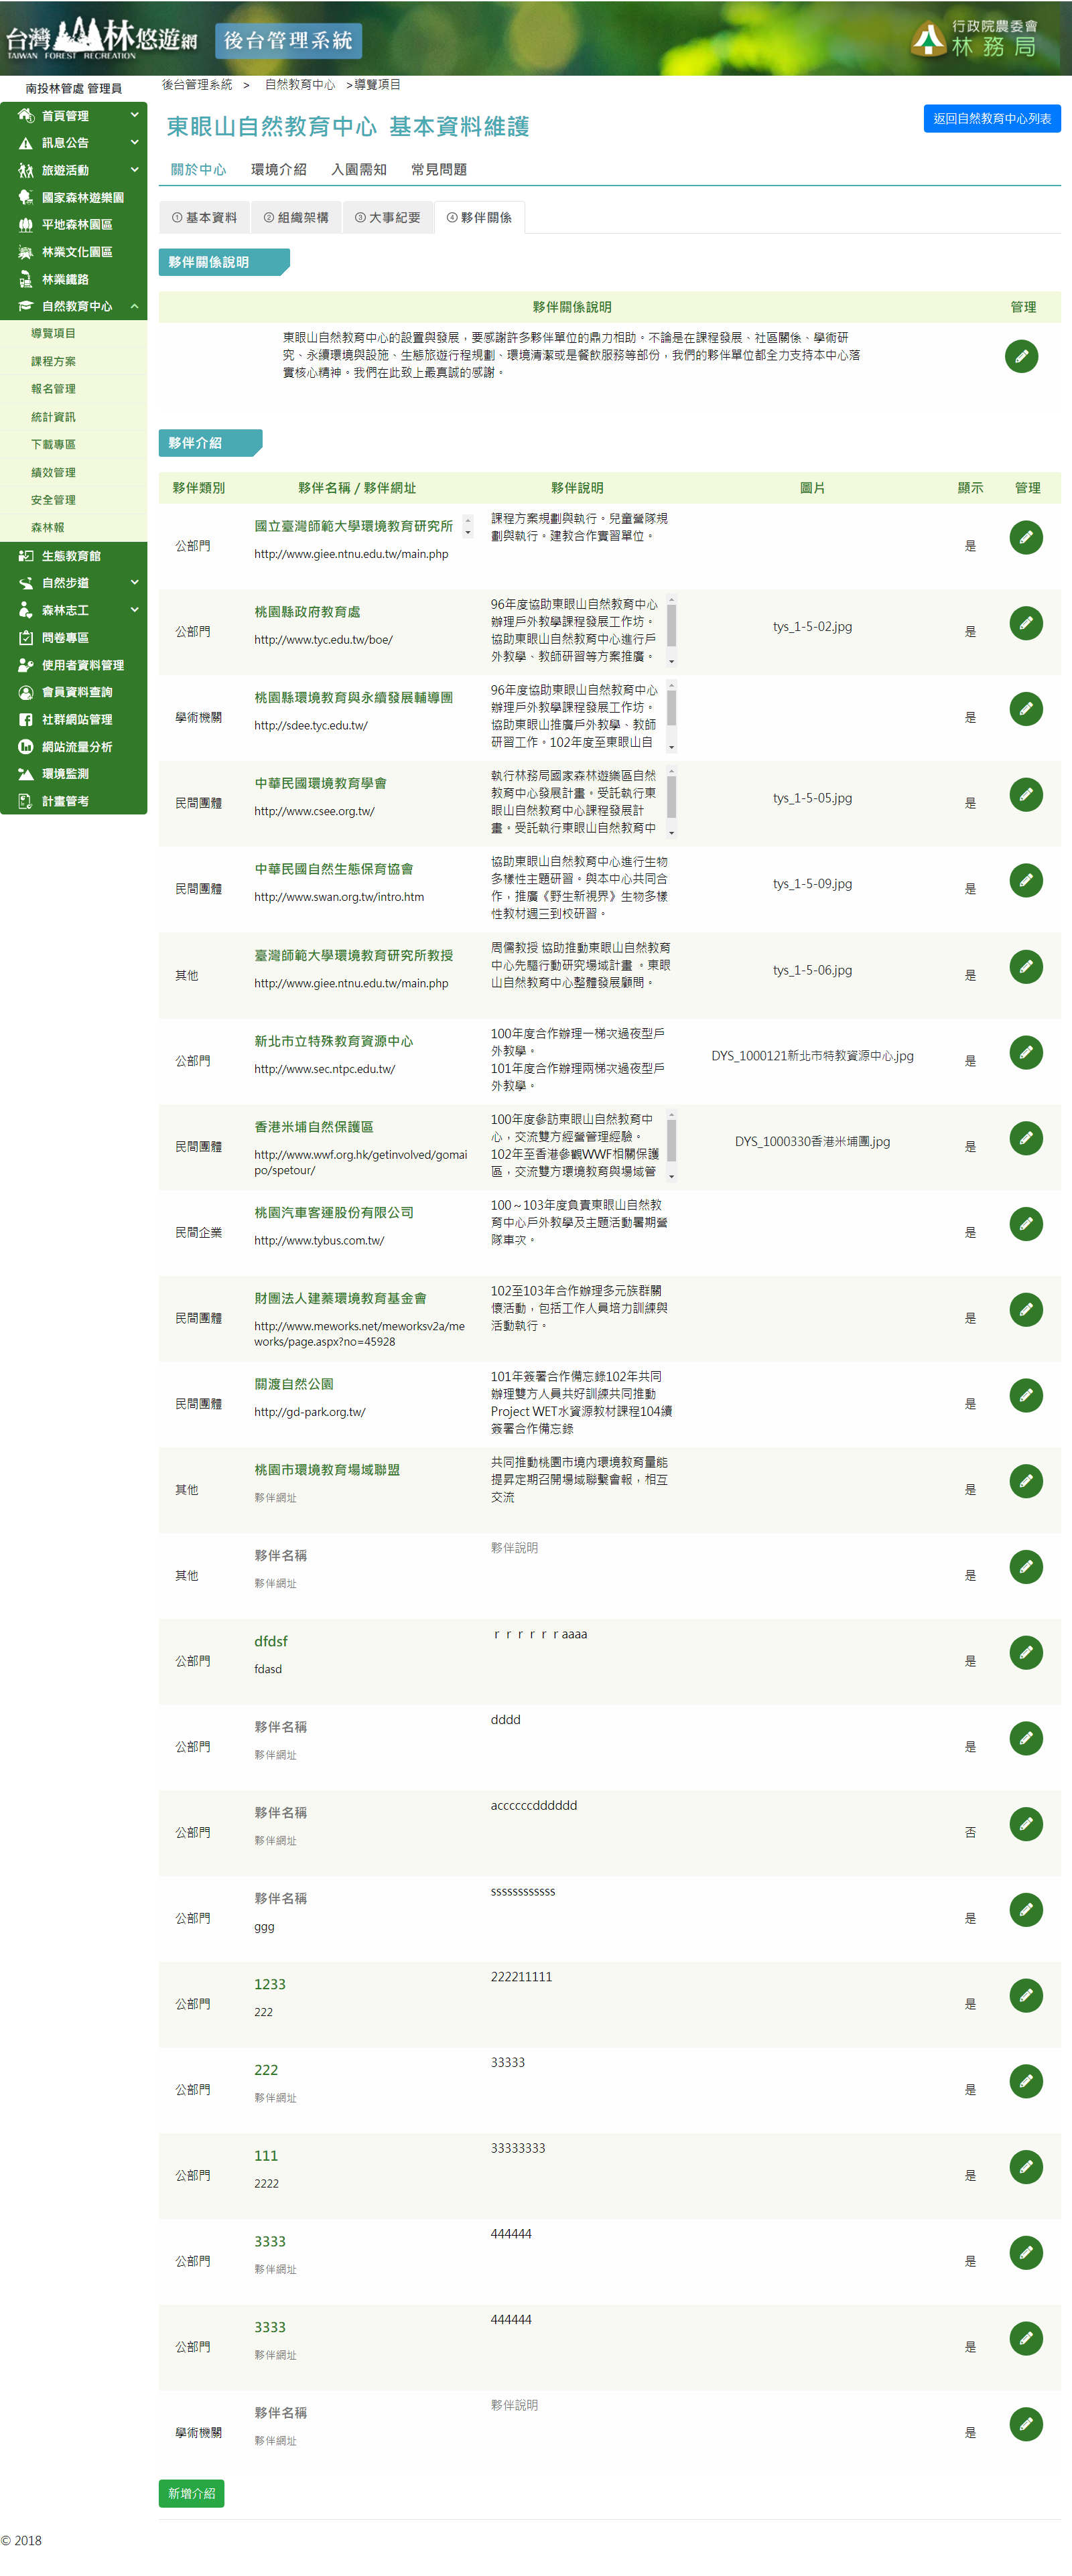 台灣山林悠遊網
TAIWAN FOREST RECREATION
後台管理系統
行政院農委會
林務局
南投林管處 管理員
首頁管理
訊息公告
旅遊活動
國家森林遊樂園
平地森林園區
林業文化園區
林業鐵路
自然教育中心
導覽項目
課程方案
報名管理
統計資訊
下載專區
績效管理
安全管理
森林報
生態教育館
自然步道
森林志工
問卷專區
使用者資料管理
會員資料查詢
社群網站管理
網站流量分析
環境監測
計畫管考
後台管理系統 > 自然教育中心 >導覽項目
東眼山自然教育中心 基本資料維護
返回自然教育中心列表
關於中心 環境介紹 入園需知 常見問題
① 基本資料 ② 組織架構 ③ 大事紀要 ④ 夥伴關係
夥伴關係說明
夥伴關係說明 管理
東眼山自然教育中心的設置與發展，要感謝許多夥伴單位的鼎力相助。不論是在課程發展、社區關係、學術研
究、永續環境與設施、生態旅遊行程規劃、環境清潔或是餐飲服務等部份，我們的夥伴單位都全力支持本中心落
實核心精神。我們在此致上最真誠的感謝。
夥伴介紹
夥伴類別 夥伴名稱 / 夥伴網址 夥伴說明 圖片 顯示 管理
公部門
國立臺灣師範大學環境教育研究所
http://www.giee.ntnu.edu.tw/main.php
課程方案規劃與執行。兒童營隊規
劃與執行。建教合作實習單位。
是
公部門
桃園縣政府教育處
http://www.tyc.edu.tw/boe/
96年度協助東眼山自然教育中心
辦理戶外教學課程發展工作坊。
協助東眼山自然教育中心進行戶
外教學、教師研習等方案推廣。
tys_1-5-02.jpg
是
學術機關
桃園縣環境教育與永續發展輔導團
http://sdee.tyc.edu.tw/
96年度協助東眼山自然教育中心
辦理戶外教學課程發展工作坊。
協助東眼山推廣戶外教學、教師
研習工作。102年度至東眼山自
是
民間團體
中華民國環境教育學會
http://www.csee.org.tw/
執行林務局國家森林遊樂區自然
教育中心發展計畫。受託執行東
眼山自然教育中心課程發展計
畫。受託執行東眼山自然教育中
tys_1-5-05.jpg
是
民間團體
中華民國自然生態保育協會
http://www.swan.org.tw/intro.htm
協助東眼山自然教育中心進行生物
多樣性主題研習。與本中心共同合
作，推廣《野生新視界》生物多樣
性教材週三到校研習。
tys_1-5-09.jpg
是
其他
臺灣師範大學環境教育研究所教授
http://www.giee.ntnu.edu.tw/main.php
周儒教授 協助推動東眼山自然教育
中心先驅行動研究場域計畫 。東眼
山自然教育中心整體發展顧問。
tys_1-5-06.jpg
是
公部門
新北市立特殊教育資源中心
http://www.sec.ntpc.edu.tw/
100年度合作辦理一梯次過夜型戶
外教學。
101年度合作辦理兩梯次過夜型戶
外教學。
DYS_1000121新北市特教資源中心.jpg
是
民間團體
香港米埔自然保護區
http://www.wwf.org.hk/getinvolved/gomai
po/spetour/
100年度參訪東眼山自然教育中
心，交流雙方經營管理經驗。
102年至香港參觀WWF相關保護
區，交流雙方環境教育與場域管
DYS_1000330香港米埔團.jpg
是
民間企業
桃園汽車客運股份有限公司
http://www.tybus.com.tw/
100～103年度負責東眼山自然教
育中心戶外教學及主題活動暑期營
隊車次。
是
民間團體
財團法人建蓁環境教育基金會
http://www.meworks.net/meworksv2a/me
works/page.aspx?no=45928
102至103年合作辦理多元族群關
懷活動，包括工作人員培力訓練與
活動執行。
是
民間團體
關渡自然公園
http://gd-park.org.tw/
101年簽署合作備忘錄102年共同
辦理雙方人員共好訓練共同推動
Project WET水資源教材課程104續
簽署合作備忘錄
是
其他
桃園市環境教育場域聯盟
夥伴網址
共同推動桃園市境內環境教育量能
提昇定期召開場域聯繫會報，相互
交流
是
其他
夥伴名稱
夥伴網址
夥伴說明
是
公部門
dfdsf
fdasd
ｒｒｒｒｒｒaaaa
是
公部門
夥伴名稱
夥伴網址
dddd
是
公部門
夥伴名稱
夥伴網址
accccccdddddd
否
公部門
夥伴名稱
ggg
ssssssssssss
是
公部門
1233
222
222211111
是
公部門
222
夥伴網址
33333
是
公部門
111
2222
33333333
是
公部門
3333
夥伴網址
444444
是
公部門
3333
夥伴網址
444444
是
學術機關
夥伴名稱
夥伴網址
夥伴說明
是
新增介紹
© 2018